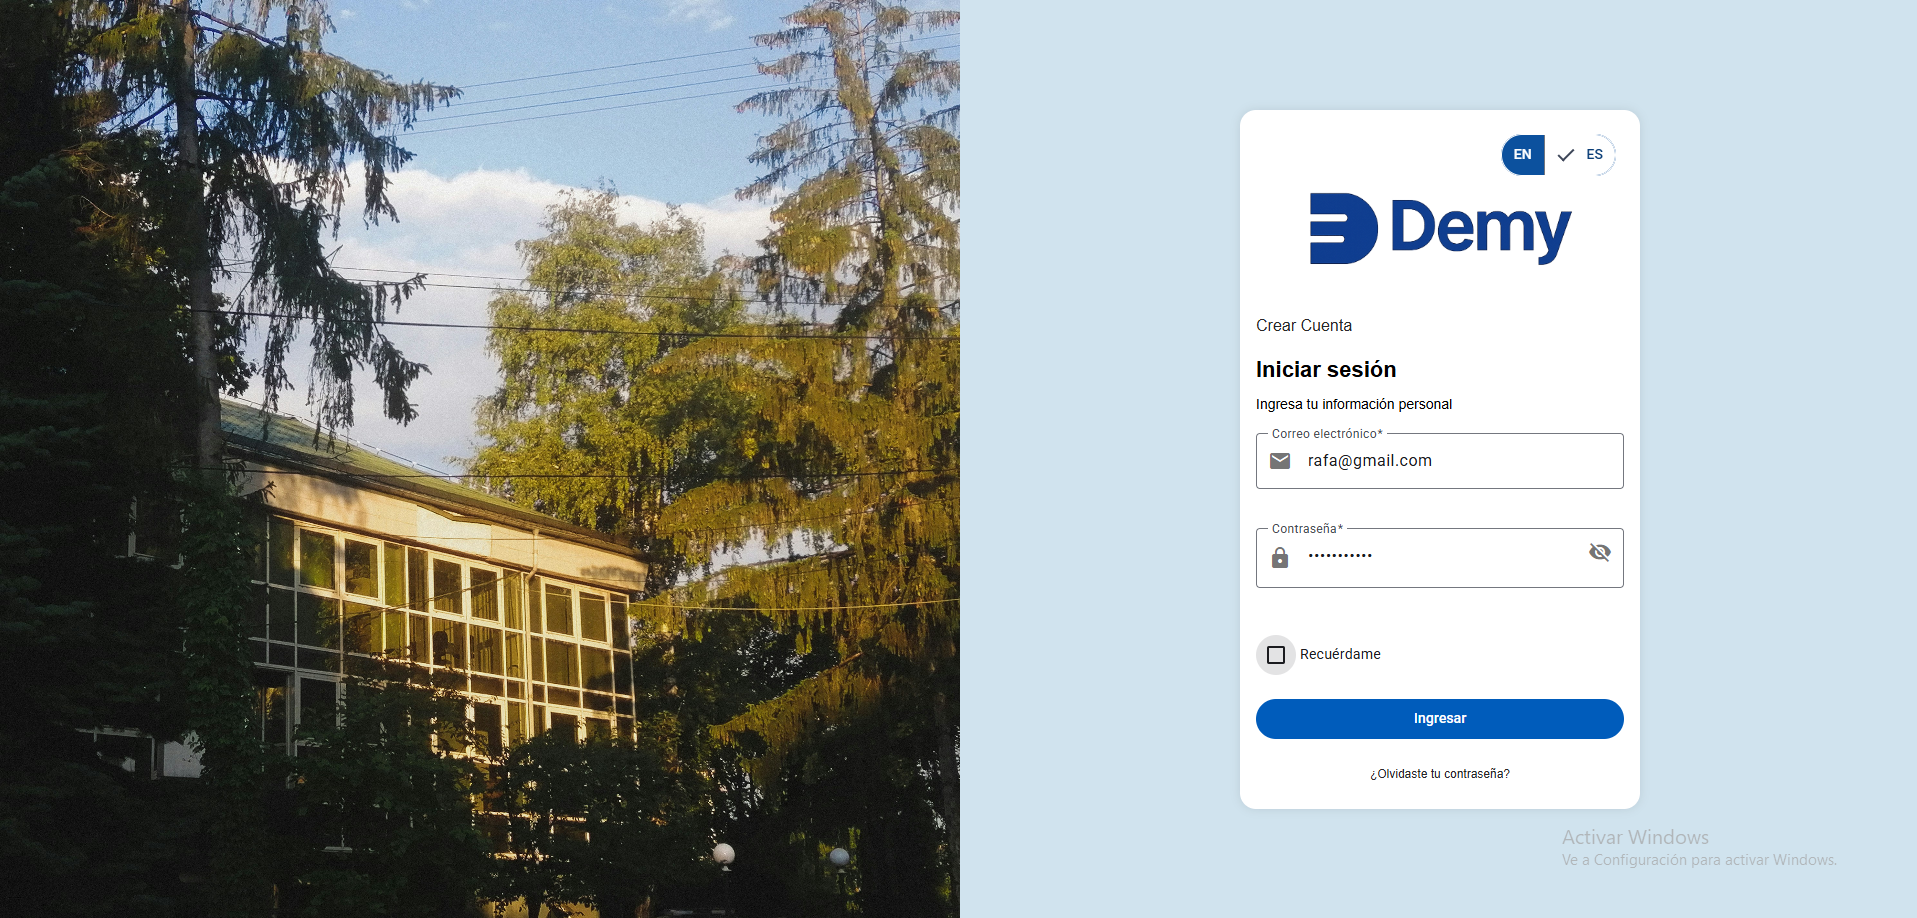 EN ES
Demy
Crear Cuenta
Iniciar sesión
Ingresa tu información personal
Correo electrónico*
rafa@gmail.com
Contraseña*
•••••••••••
Recuérdame
Ingresar
¿Olvidaste tu contraseña?
Activar Windows
Ve a Configuración para activar Windows.